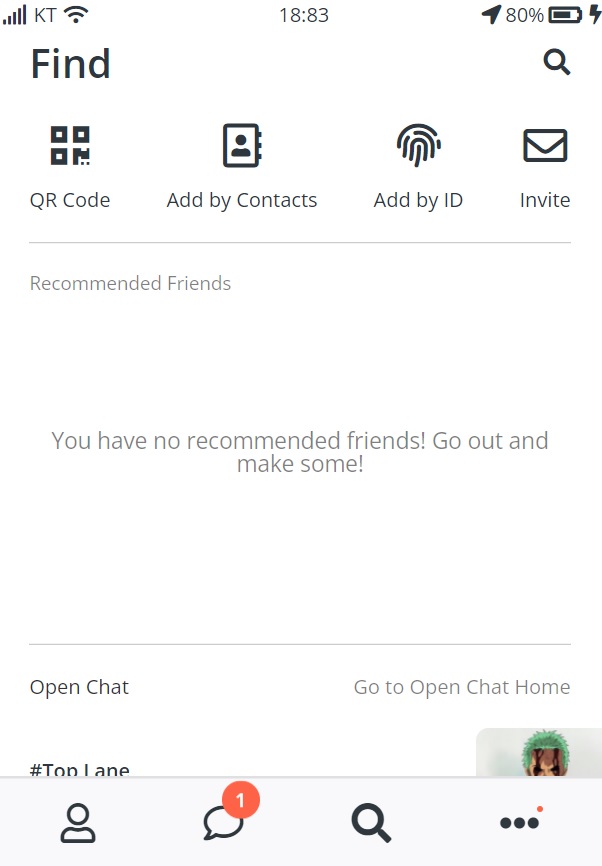 KT 18:83 80%
Find
QR Code Add by Contacts Add by ID Invite
Recommended Friends
You have no recommended friends! Go out and
make some!
Open Chat Go to Open Chat Home
#Top Lane
1